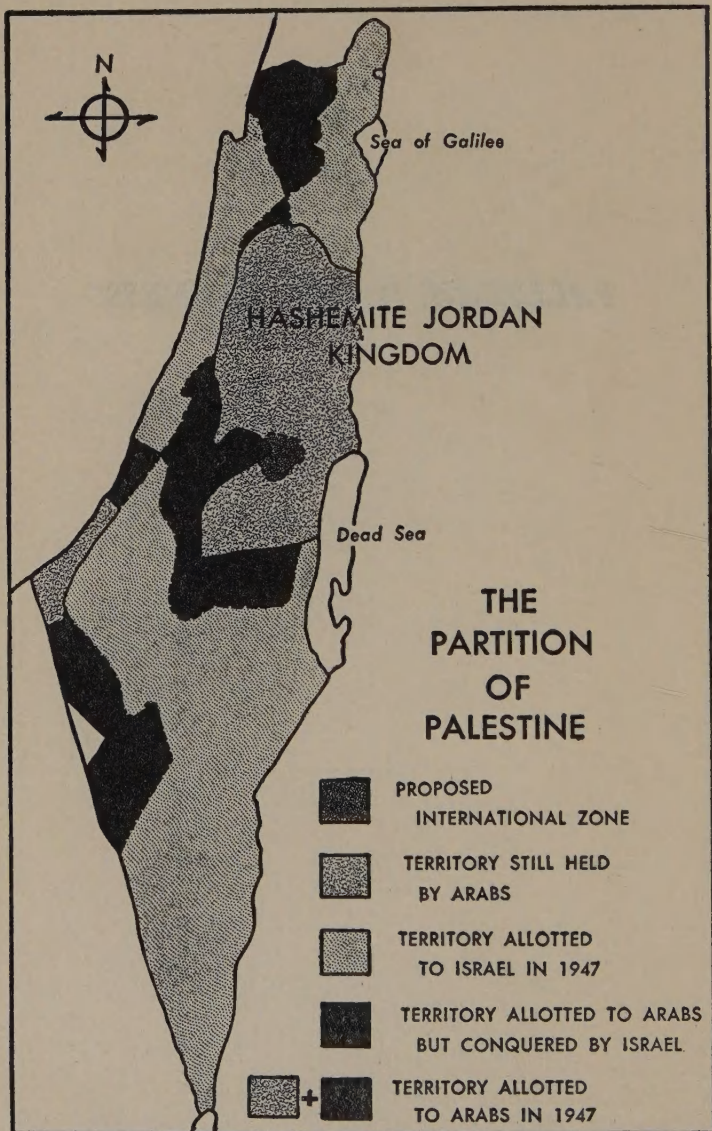 N
Sea of Galilee
HASHEMITE JORDAN
KINGDOM
Dead Sea
THE
PARTITION
OF
PALESTINE
PROPOSED
INTERNATIONAL ZONE
TERRITORY STILL HELD
BY ARABS
TERRITORY ALLOTTED
TO ISRAEL IN 1947
TERRITORY ALLOTTED TO ARABS
BUT CONQUERED BY ISRAEL
+ TERRITORY ALLOTTED
TO ARABS IN 1947